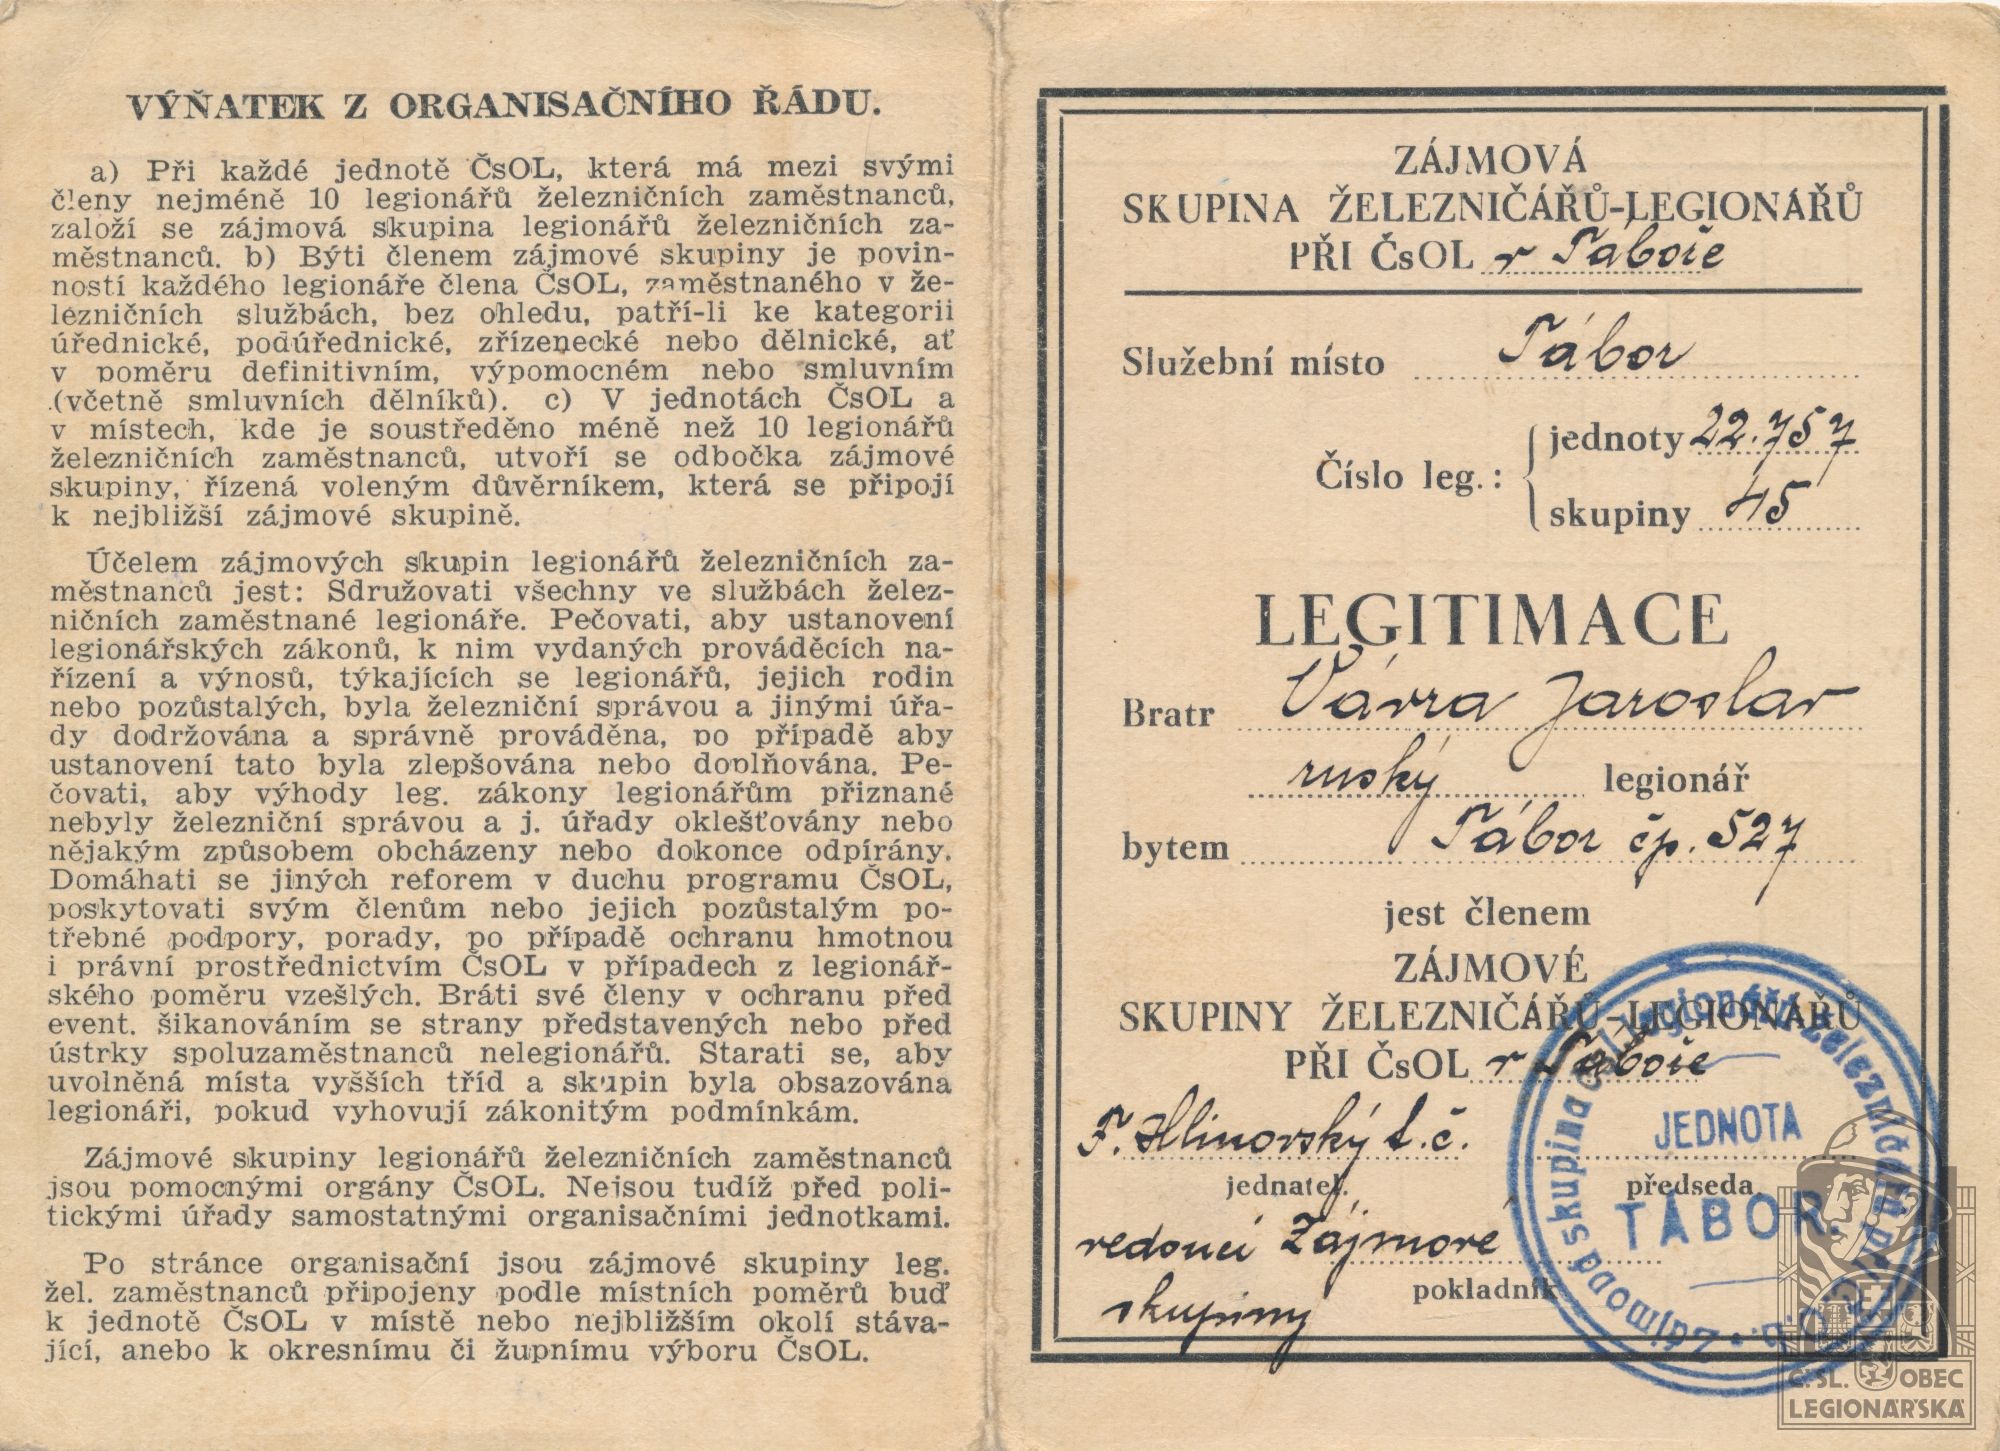 VÝŇATEK Z ORGANISAČNÍHO ŘÁDU.
a) Při každé jednotě ČsOL, která má mezi svými
členy nejméně 10 legionářů železničních zaměstnanců,
založí se zájmová skupina legionářů železničních za-
městnanců. b) Býti členem zájmové skupiny je povin-
ností každého legionáře člena ČsOL, zaměstnaného v že-
lezničních službách, bez ohledu, patří-li ke kategorii
úřednické, podúřednické, zřízenecké nebo dělnické, ať
v poměru definitivním, výpomocném nebo smluvním
(včetně smluvních dělníků). c) V jednotách ČsOL a
v místech, kde je soustředěno méně než 10 legionářů
železničních zaměstnanců, utvoří se odbočka zájmové
skupiny, řízená voleným důvěrníkem, která se připojí
k nejbližší zájmové skupině.
Účelem zájmových skupin legionářů železničních za-
městnanců jest: Sdružovati všechny ve službách želez-
ničních zaměstnané legionáře. Pečovati, aby ustanovení
legionářských zákonů, k nim vydaných prováděcích na-
řízení a výnosů, týkajících se legionářů, jejich rodin
nebo pozůstalých, byla železniční správou a jinými úřa-
dy dodržována a správně prováděna, po případě aby
ustanovení tato byla zlepšována nebo doplňována. Pe-
čovati, aby výhody leg. zákony legionářům přiznané
nebyly železniční správou a j. úřady oklešťovány nebo
nějakým způsobem obcházeny nebo dokonce odpírány.
Domáhati se jiných reforem v duchu programu ČsOL,
poskytovati svým členům nebo jejich pozůstalým po-
třebné podpory, porady, po případě ochranu hmotnou
i právní prostřednictvím ČsOL v případech z legionář-
ského poměru vzešlých. Bráti své členy v ochranu před
event. šikanováním se strany představených nebo před
ústrky spoluzaměstnanců nelegionářů. Starati se, aby
uvolněná místa vyšších tříd a skupin byla obsazována
legionáři, pokud vyhovují zákonitým podmínkám.
Zájmové skupiny legionářů železničních zaměstnanců
jsou pomocnými orgány ČsOL. Nejsou tudíž před poli-
tickými úřady samostatnými organisačními jednotkami.
Po stránce organisační jsou zájmové skupiny leg.
žel. zaměstnanců připojeny podle místních poměrů buď
k jednotě ČsOL v místě nebo nejbližším okolí stáva-
jící, anebo k okresnímu či župnímu výboru ČsOL.
ZÁJMOVÁ
SKUPINA ŽELEZNIČÁŘŮ-LEGIONÁŘŮ
PŘI ČsOL v Táboře
Služební místo Tábor
Číslo leg.: jednoty 22.757
skupiny 45
LEGITIMACE
Bratr Vávra Jaroslav
ruský legionář
bytem Tábor čp. 527
jest členem
ZÁJMOVÉ
SKUPINY ŽELEZNIČÁŘŮ-LEGIONÁŘŮ
PŘI ČsOL v Táboře
F. Hlinovský t.č.
jednatel.
předseda
vedoucí Zájmové
pokladník
skupiny
Zájmová skupina
JEDNOTA
TÁBOR.
Č. SL. OBEC
LEGIONÁŘSKÁ